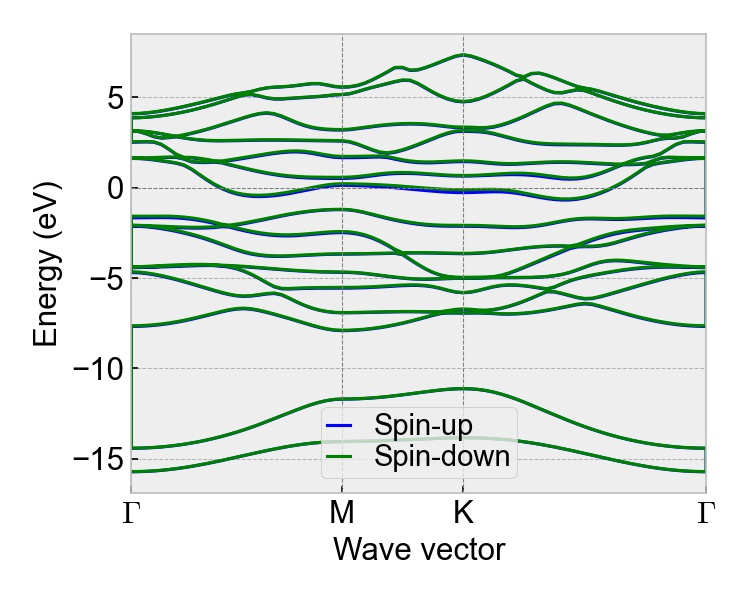 Energy (eV)
5
0
−5
−10
−15
Spin-up
Spin-down
Γ M K Γ
Wave vector